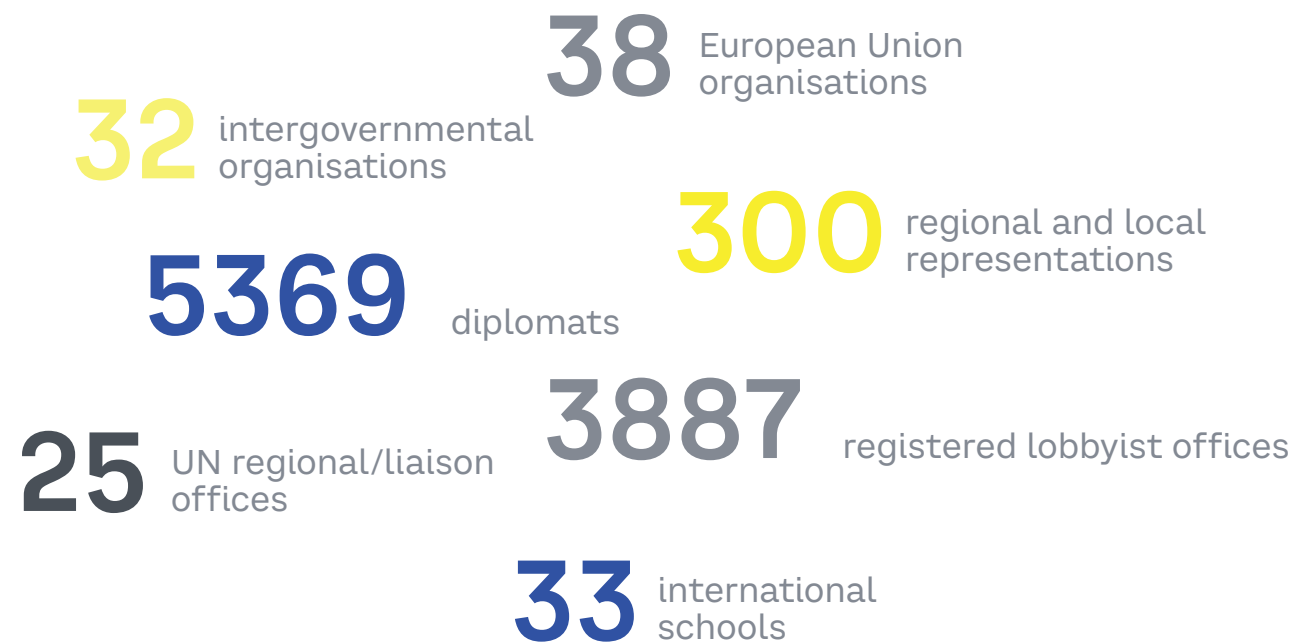 38 European Union
organisations
32 intergovernmental
organisations
300 regional and local
representations
5369 diplomats
3887 registered lobbyist offices
25 UN regional/liaison
offices
33 international
schools